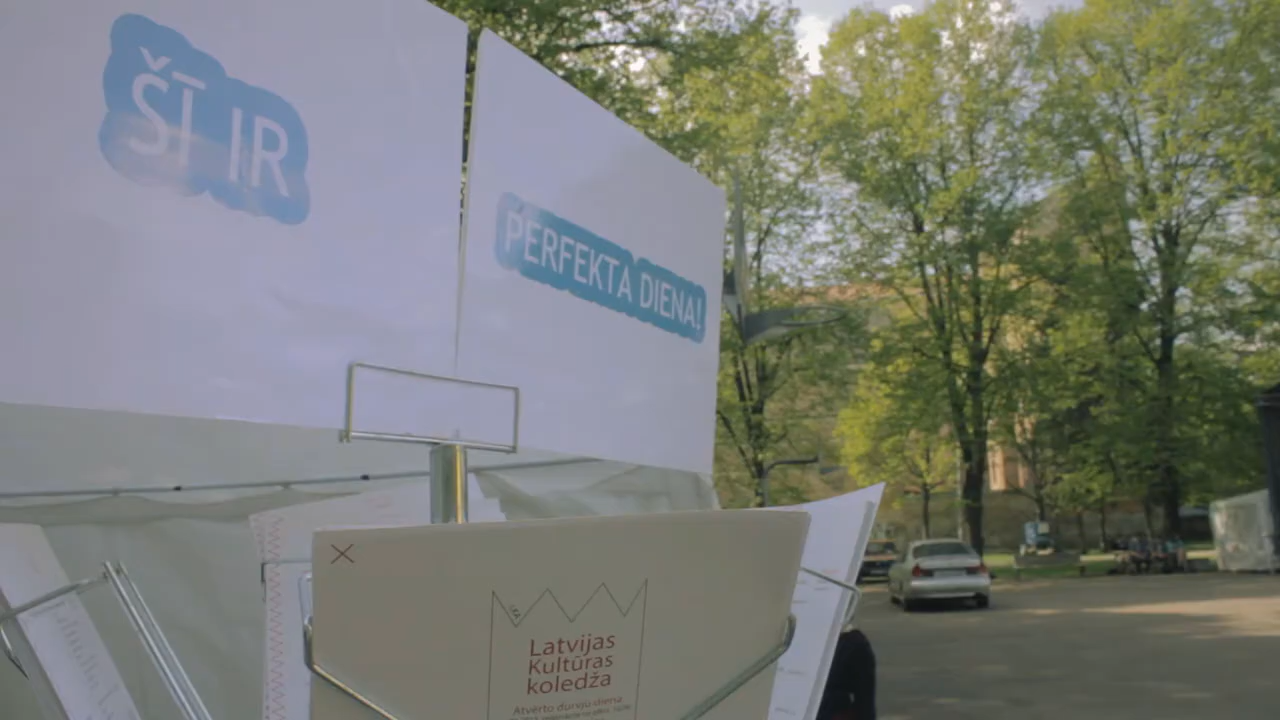 ŠĪ IR
PERFEKTA DIENA!
Latvijas
Kultūras
koledža
Atvērto durvju diena